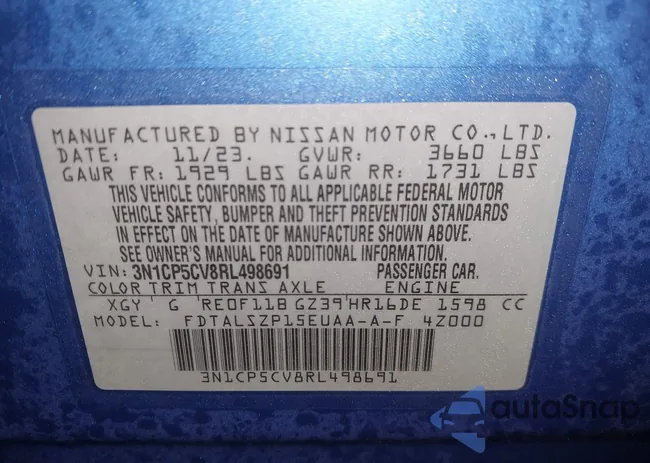 MANUFACTURED BY NISSAN MOTOR CO., LTD.
DATE: 11/23. GVWR: 3660 LBS
GAWR FR: 1929 LBS GAWR RR: 1731 LBS
THIS VEHICLE CONFORMS TO ALL APPLICABLE FEDERAL MOTOR
VEHICLE SAFETY, BUMPER AND THEFT PREVENTION STANDARDS
IN EFFECT ON THE DATE OF MANUFACTURE SHOWN ABOVE.
SEE OWNER'S MANUAL FOR ADDITIONAL INFORMATION.
VIN: 3N1CP5CV8RL498691 PASSENGER CAR.
COLOR TRIM TRANS AXLE ENGINE
XGY G RE0F11B GZ39 HR16DE 1598 CC
MODEL: FDTALSZP15EUAA-A-F 4Z000
3N1CP5CV8RL498691
autoSnap